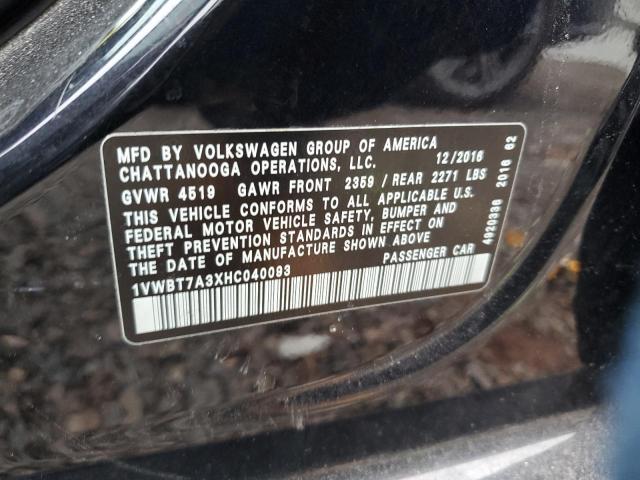 MFD BY VOLKSWAGEN GROUP OF AMERICA
CHATTANOOGA OPERATIONS, LLC. 12/2016
GVWR 4519 GAWR FRONT 2359 / REAR 2271 LBS
THIS VEHICLE CONFORMS TO ALL APPLICABLE U.S.
FEDERAL MOTOR VEHICLE SAFETY, BUMPER AND
THEFT PREVENTION STANDARDS IN EFFECT ON
THE DATE OF MANUFACTURE SHOWN ABOVE
1VWBT7A3XHC040093 PASSENGER CAR
4020338 2016 02